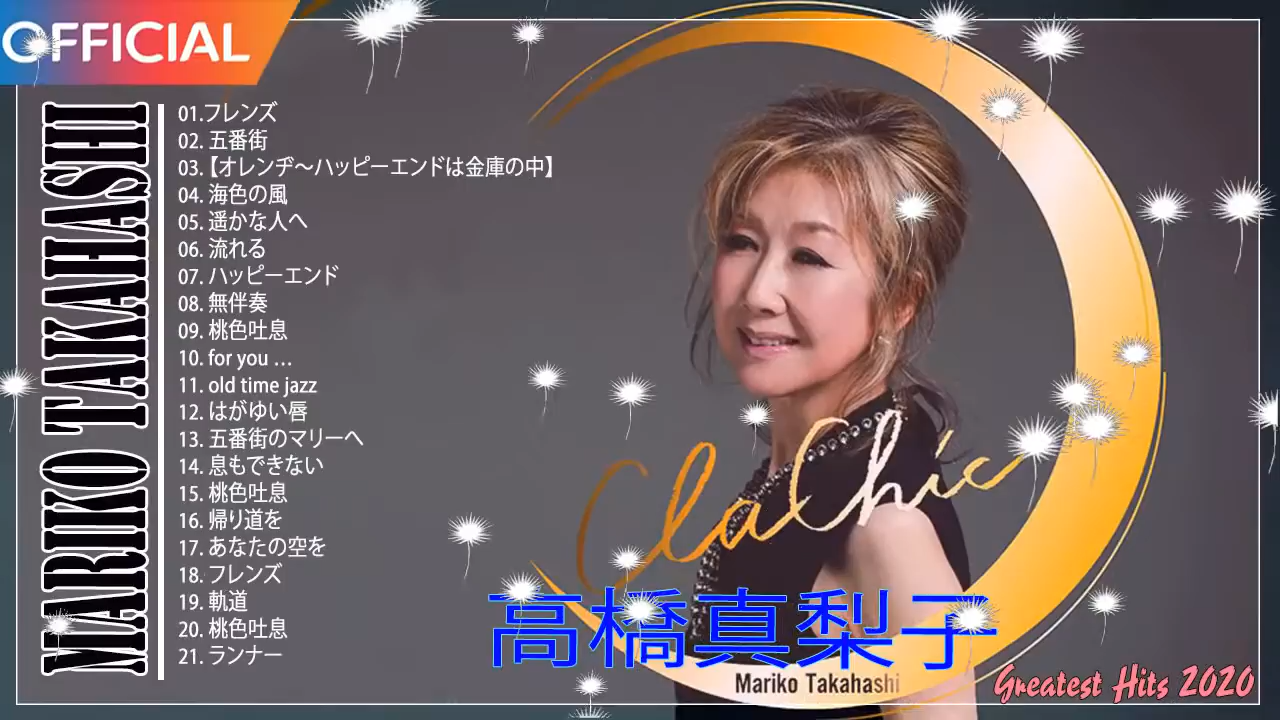 OFFICIAL
MARIKO TAKAHASHI
01.フレンズ
02. 五番街
03.【オレンヂ〜ハッピーエンドは金庫の中】
04. 海色の風
05. 遥かな人へ
06. 流れる
07. ハッピーエンド
08. 無伴奏
09. 桃色吐息
10. for you ...
11. old time jazz
12. はがゆい唇
13. 五番街のマリーへ
14. 息もできない
15. 桃色吐息
16. 帰り道を
17. あなたの空を
18. フレンズ
19. 軌道
20. 桃色吐息
21. ランナー
ClaChic
高橋真梨子
Mariko Takahashi
Greatest Hits 2020